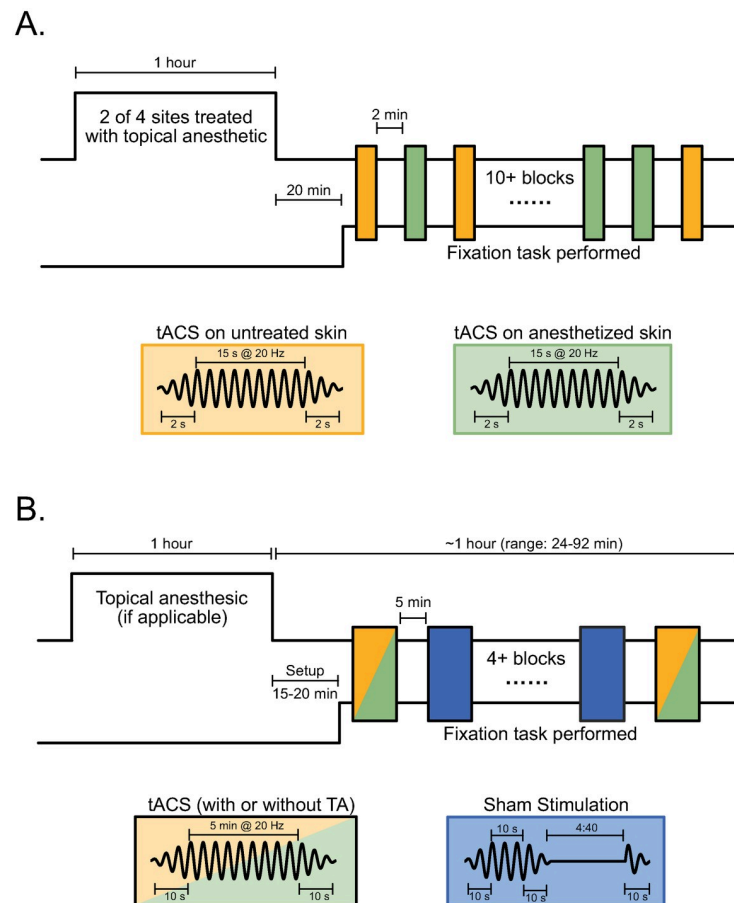 A.
1 hour
2 of 4 sites treated
with topical anesthetic
2 min
20 min
10+ blocks
......
Fixation task performed
tACS on untreated skin
15 s @ 20 Hz
2 s
2 s
tACS on anesthetized skin
15 s @ 20 Hz
2 s
2 s
B.
1 hour
~1 hour (range: 24-92 min)
Topical anesthesic
(if applicable)
5 min
Setup
15-20 min
4+ blocks
......
Fixation task performed
tACS (with or without TA)
5 min @ 20 Hz
10 s
10 s
Sham Stimulation
10 s
4:40
10 s
10 s
10 s